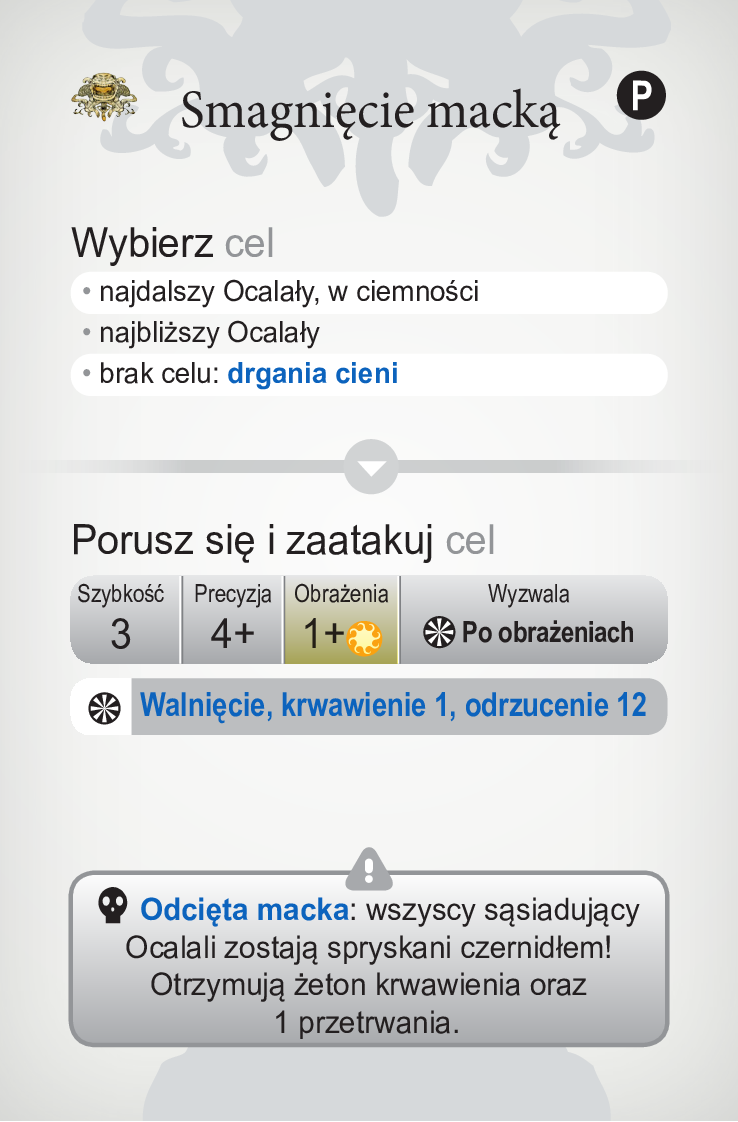 Smagnięcie macką
P
Wybierz cel
• najdalszy Ocalały, w ciemności
• najbliższy Ocalały
• brak celu: drgania cieni
Porusz się i zaatakuj cel
Szybkość Precyzja Obrażenia Wyzwala
3 4+ 1+ Po obrażeniach
Walnięcie, krwawienie 1, odrzucenie 12
!
Odcięta macka: wszyscy sąsiadujący
Ocalali zostają spryskani czernidłem!
Otrzymują żeton krwawienia oraz
1 przetrwania.